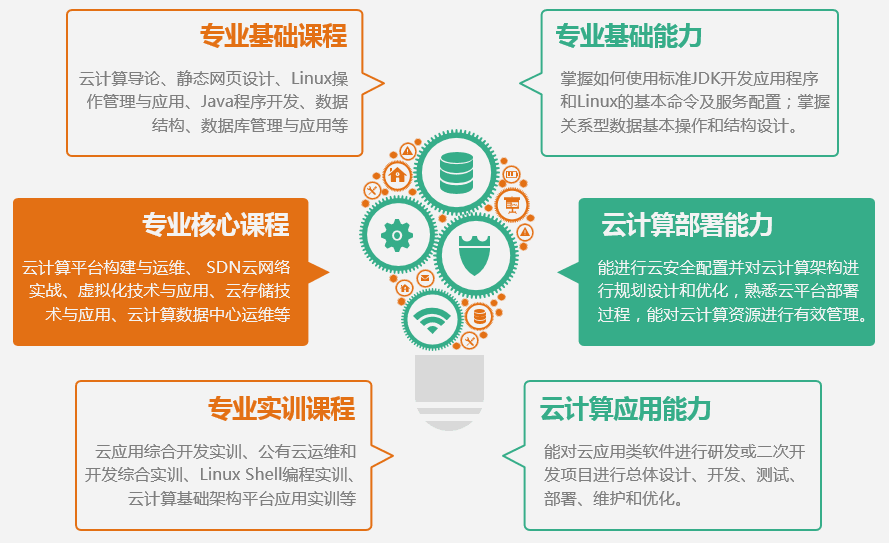 专业基础课程
云计算导论、静态网页设计、Linux操
作管理与应用、Java程序开发、数据
结构、数据库管理与应用等
专业基础能力
掌握如何使用标准JDK开发应用程序
和Linux的基本命令及服务配置；掌握
关系型数据基本操作和结构设计。
专业核心课程
云计算平台构建与运维、 SDN云网络
实战、虚拟化技术与应用、云存储技
术与应用、云计算数据中心运维等
云计算部署能力
能进行云安全配置并对云计算架构进
行规划设计和优化，熟悉云平台部署
过程，能对云计算资源进行有效管理。
专业实训课程
云应用综合开发实训、公有云运维和
开发综合实训、Linux Shell编程实训、
云计算基础架构平台应用实训等
云计算应用能力
能对云应用类软件进行研发或二次开
发项目进行总体设计、开发、测试、
部署、维护和优化。